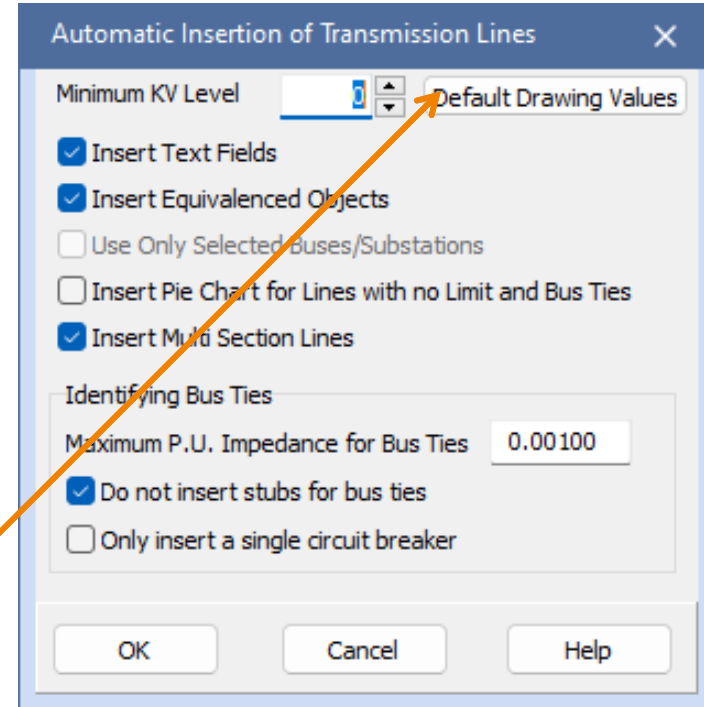 Automatic Insertion of Transmission Lines
Minimum KV Level 0 Default Drawing Values
Insert Text Fields
Insert Equivalenced Objects
Use Only Selected Buses/Substations
Insert Pie Chart for Lines with no Limit and Bus Ties
Insert Multi Section Lines
Identifying Bus Ties
Maximum P.U. Impedance for Bus Ties 0.00100
Do not insert stubs for bus ties
Only insert a single circuit breaker
OK Cancel Help